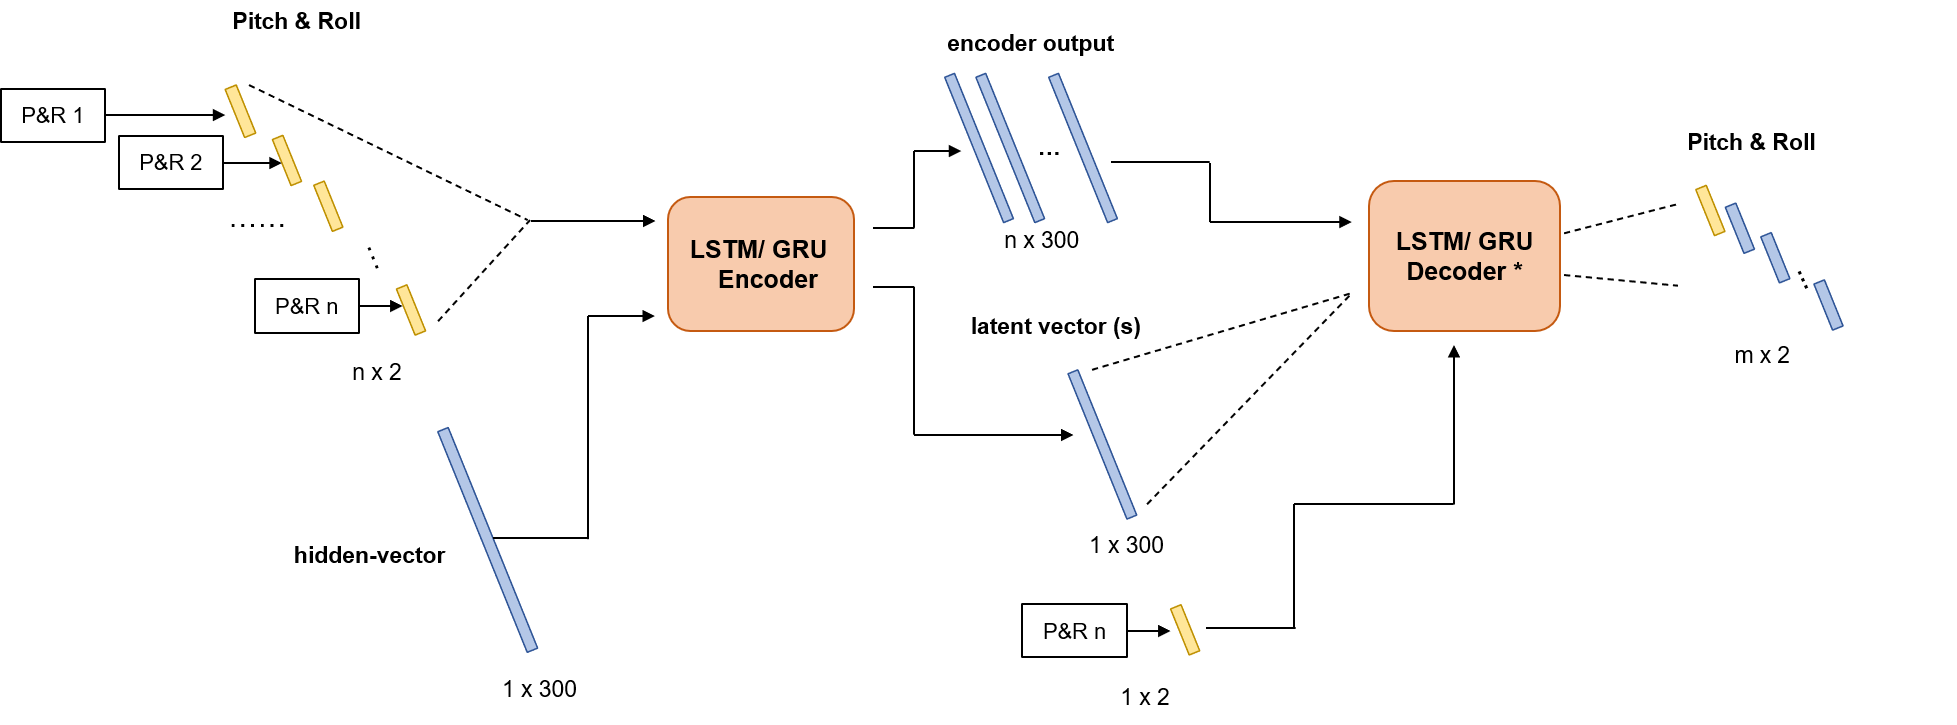 Pitch & Roll
P&R 1
P&R 2
......
P&R n
n x 2
hidden-vector
1 x 300
LSTM/ GRU
Encoder
encoder output
...
n x 300
latent vector (s)
1 x 300
P&R n
1 x 2
LSTM/ GRU
Decoder *
Pitch & Roll
m x 2